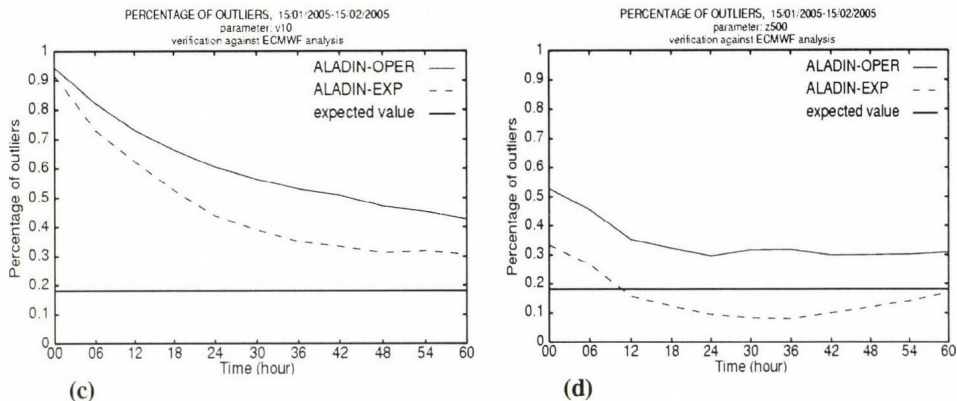 PERCENTAGE OF OUTLIERS, 15/01/2005-15/02/2005
parameter: v10
verification against ECMWF analysis
ALADIN-OPER
ALADIN-EXP
expected value
Percentage of outliers
1
0.9
0.8
0.7
0.6
0.5
0.4
0.3
0.2
0.1
0
00 06 12 18 24 30 36 42 48 54 60
Time (hour)
(c)
PERCENTAGE OF OUTLIERS, 15/01/2005-15/02/2005
parameter: z500
verification against ECMWF analysis
ALADIN-OPER
ALADIN-EXP
expected value
Percentage of outliers
1
0.9
0.8
0.7
0.6
0.5
0.4
0.3
0.2
0.1
0
00 06 12 18 24 30 36 42 48 54 60
Time (hour)
(d)